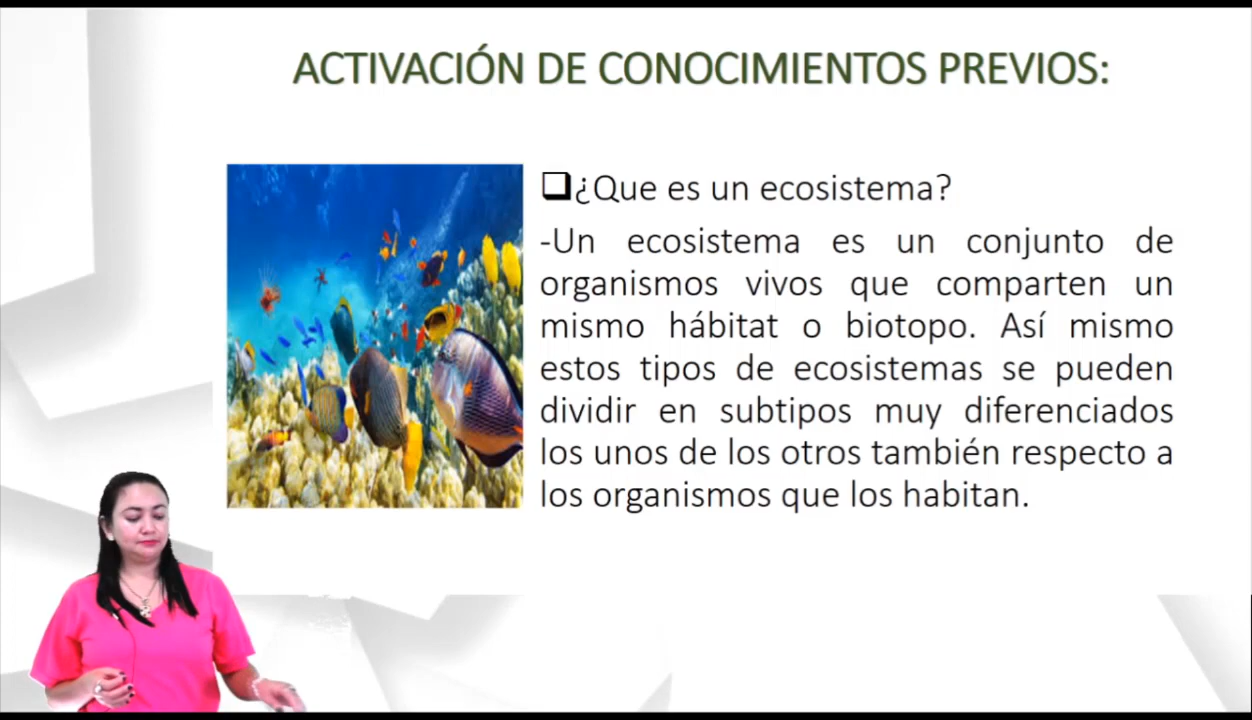 ACTIVACIÓN DE CONOCIMIENTOS PREVIOS:
❑¿Que es un ecosistema?
-Un ecosistema es un conjunto de
organismos vivos que comparten un
mismo hábitat o biotopo. Así mismo
estos tipos de ecosistemas se pueden
dividir en subtipos muy diferenciados
los unos de los otros también respecto a
los organismos que los habitan.